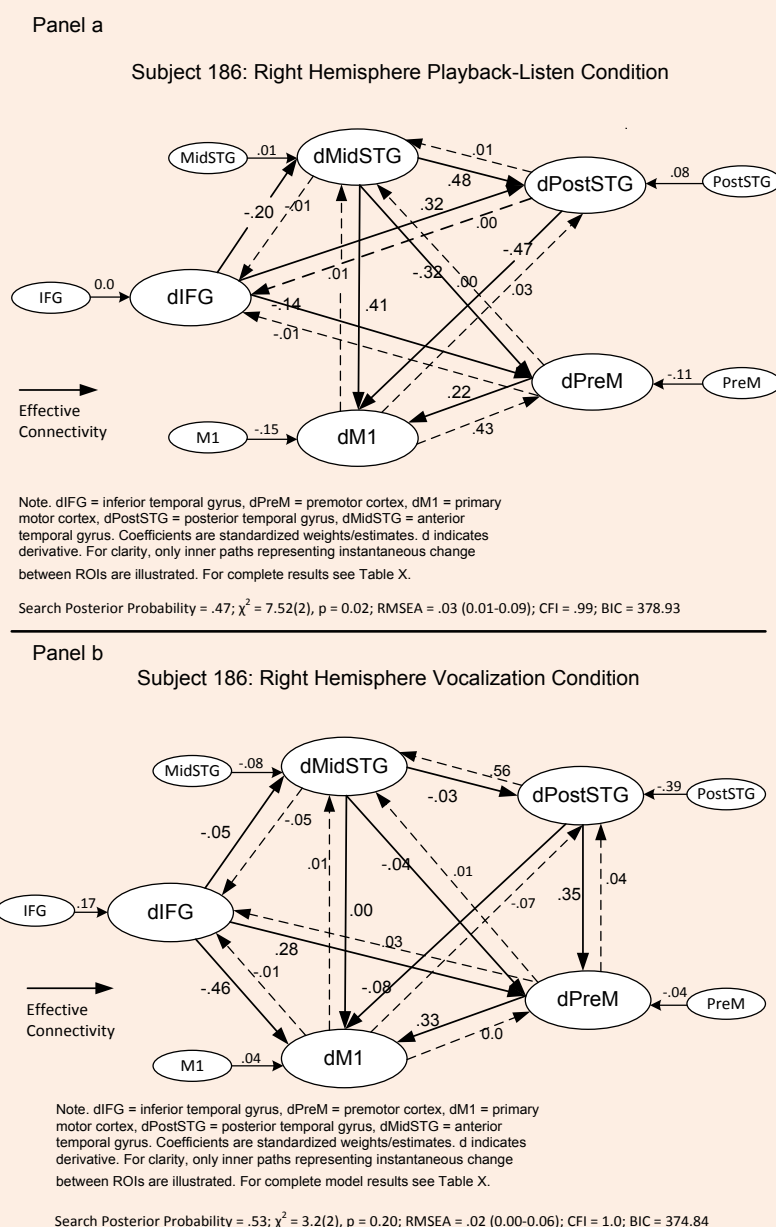 Panel a
Subject 186: Right Hemisphere Playback-Listen Condition
MidSTG
.01
dMidSTG
.01
.48
dPostSTG
.08
PostSTG
-.20
-.01
.32
.00
-.47
IFG
0.0
dIFG
.01
-.32
.00
.03
-.14
.41
-.01
dPreM
-.11
PreM
.22
Effective
Connectivity
M1
-.15
dM1
.43
Note. dIFG = inferior temporal gyrus, dPreM = premotor cortex, dM1 = primary
motor cortex, dPostSTG = posterior temporal gyrus, dMidSTG = anterior
temporal gyrus. Coefficients are standardized weights/estimates. d indicates
derivative. For clarity, only inner paths representing instantaneous change
between ROIs are illustrated. For complete results see Table X.
Search Posterior Probability = .47; χ² = 7.52(2), p = 0.02; RMSEA = .03 (0.01-0.09); CFI = .99; BIC = 378.93
Panel b
Subject 186: Right Hemisphere Vocalization Condition
MidSTG
-.08
dMidSTG
.56
-.03
dPostSTG
-.39
PostSTG
-.05
-.05
.01
-.04
.01
-.07
.35
.04
IFG
.17
dIFG
.00
.28
.03
-.46
-.01
-.08
dPreM
-.04
PreM
Effective
Connectivity
.33
0.0
M1
.04
dM1
Note. dIFG = inferior temporal gyrus, dPreM = premotor cortex, dM1 = primary
motor cortex, dPostSTG = posterior temporal gyrus, dMidSTG = anterior
temporal gyrus. Coefficients are standardized weights/estimates. d indicates
derivative. For clarity, only inner paths representing instantaneous change
between ROIs are illustrated. For complete model results see Table X.
Search Posterior Probability = .53; χ² = 3.2(2), p = 0.20; RMSEA = .02 (0.00-0.06); CFI = 1.0; BIC = 374.84